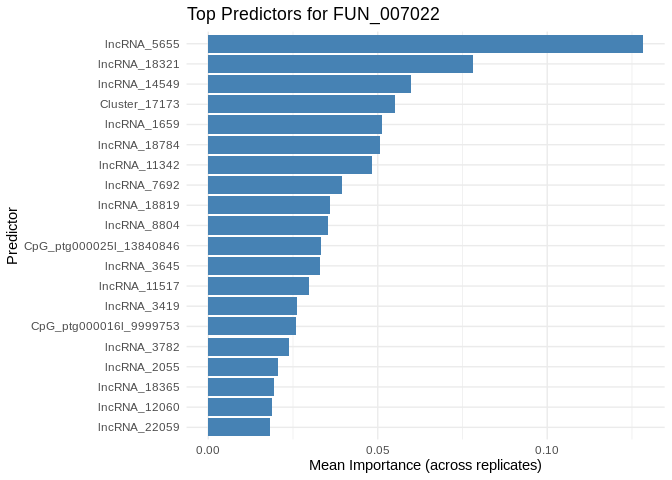 Top Predictors for FUN_007022
Predictor
lncRNA_5655
lncRNA_18321
lncRNA_14549
Cluster_17173
lncRNA_1659
lncRNA_18784
lncRNA_11342
lncRNA_7692
lncRNA_18819
lncRNA_8804
CpG_ptg000025l_13840846
lncRNA_3645
lncRNA_11517
lncRNA_3419
CpG_ptg000016l_9999753
lncRNA_3782
lncRNA_2055
lncRNA_18365
lncRNA_12060
lncRNA_22059
0.00 0.05 0.10
Mean Importance (across replicates)